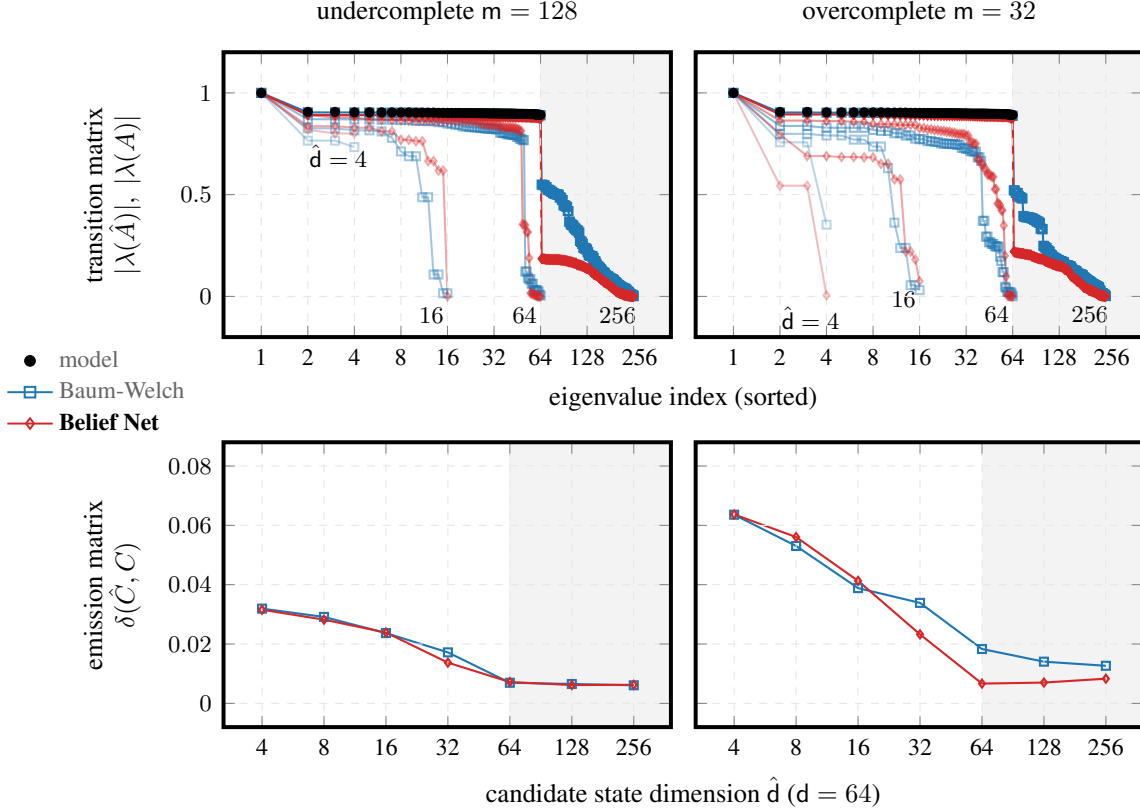 undercomplete m = 128
overcomplete m = 32
transition matrix
|λ(Â)|, |λ(A)|
1
0.5
0
d̂ = 4
16
64
256
d̂ = 4
16
64
256
1 2 4 8 16 32 64 128 256
1 2 4 8 16 32 64 128 256
eigenvalue index (sorted)
model
Baum-Welch
Belief Net
emission matrix
δ(Ĉ, C)
0.08
0.06
0.04
0.02
0
4 8 16 32 64 128 256
4 8 16 32 64 128 256
candidate state dimension d̂ (d = 64)